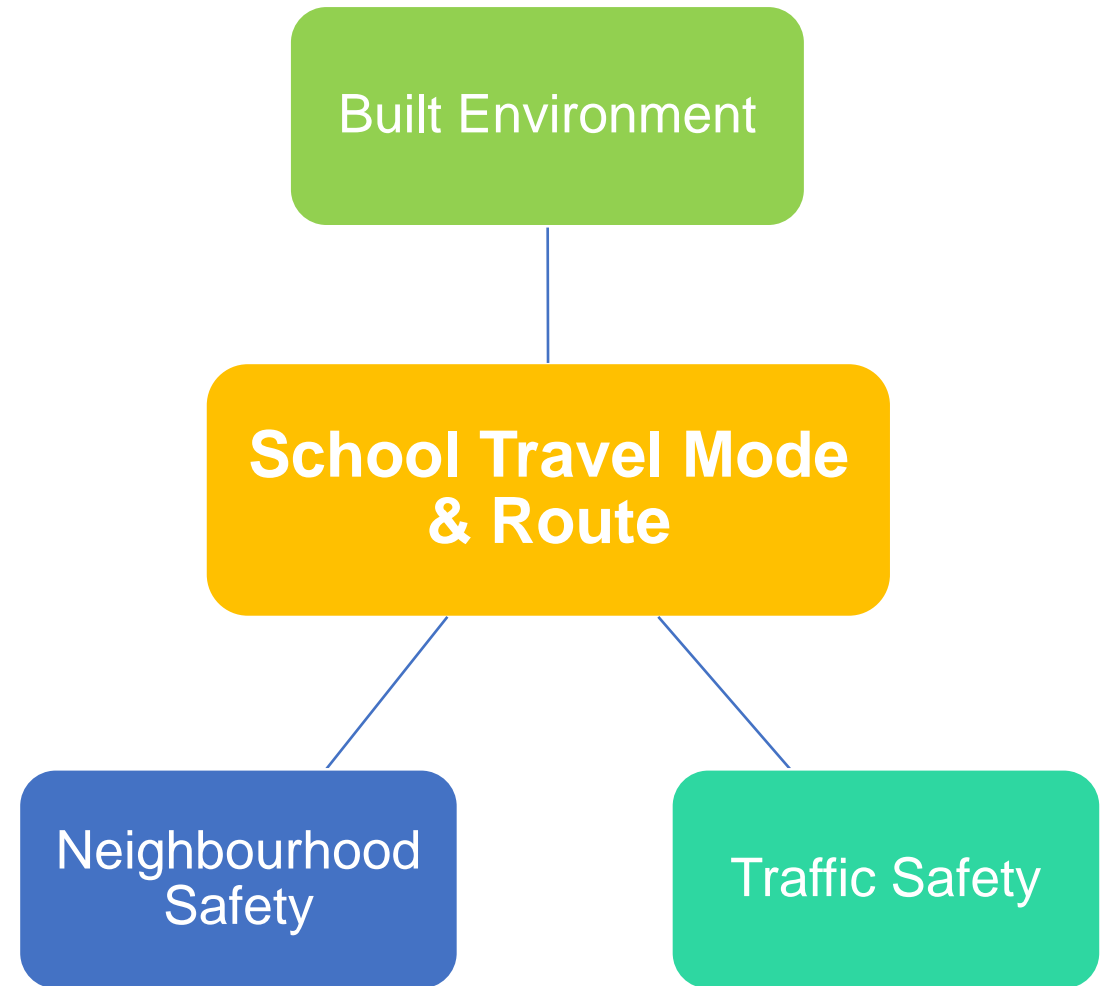 Built Environment
School Travel Mode
& Route
Neighbourhood
Safety
Traffic Safety